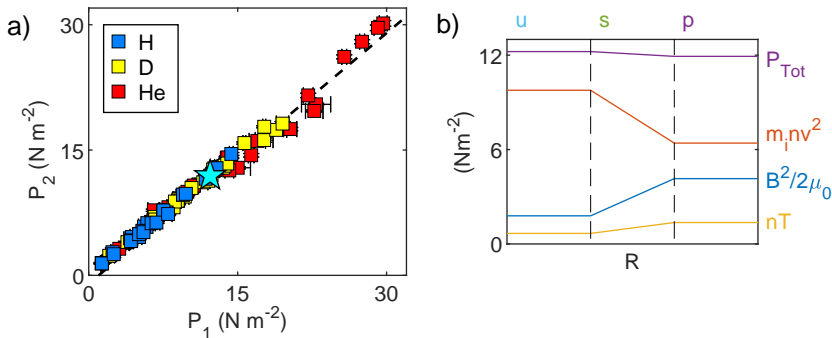 a)
30
15
0
P₂ (N m⁻²)
H
D
He
0
15
30
P₁ (N m⁻²)
b)
u
s
p
12
6
0
(Nm⁻²)
R
P_Tot
mᵢnv²
B²/2μ₀
nT